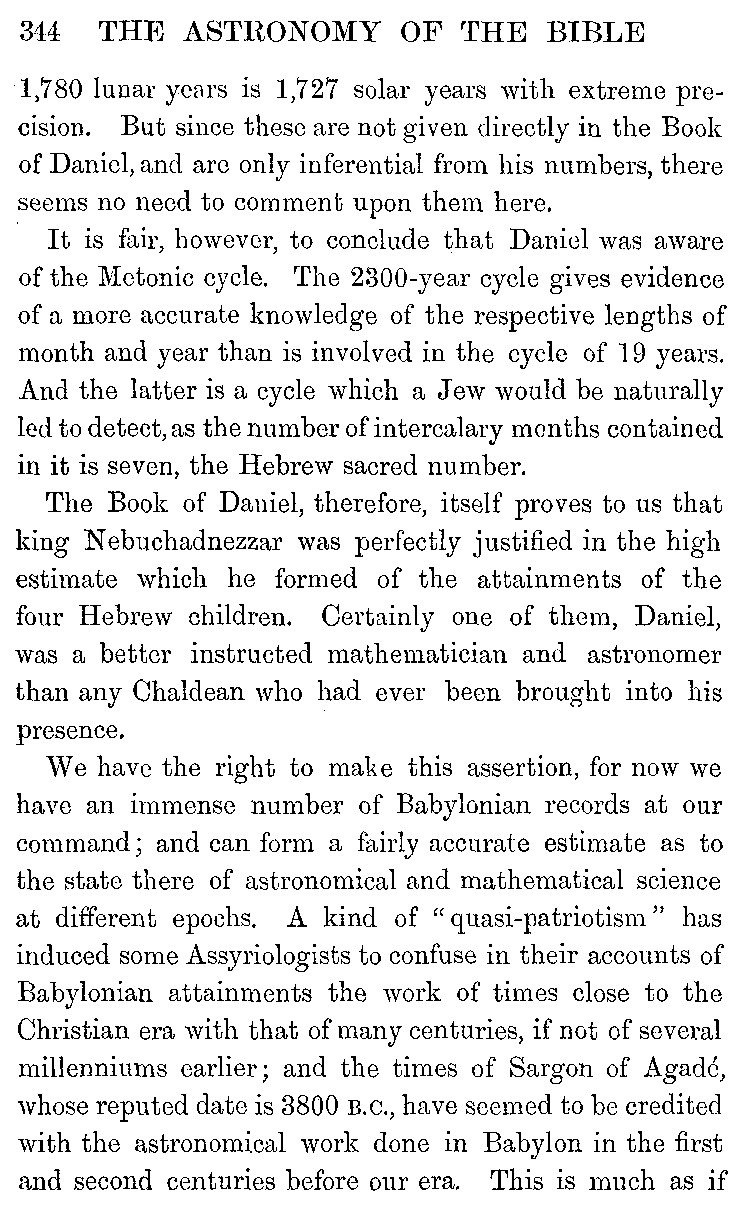 344 THE ASTRONOMY OF THE BIBLE
1,780 lunar years is 1,727 solar years with extreme pre-
cision. But since these are not given directly in the Book
of Daniel, and are only inferential from his numbers, there
seems no need to comment upon them here.
It is fair, however, to conclude that Daniel was aware
of the Metonic cycle. The 2300-year cycle gives evidence
of a more accurate knowledge of the respective lengths of
month and year than is involved in the cycle of 19 years.
And the latter is a cycle which a Jew would be naturally
led to detect, as the number of intercalary months contained
in it is seven, the Hebrew sacred number.
The Book of Daniel, therefore, itself proves to us that
king Nebuchadnezzar was perfectly justified in the high
estimate which he formed of the attainments of the
four Hebrew children. Certainly one of them, Daniel,
was a better instructed mathematician and astronomer
than any Chaldean who had ever been brought into his
presence.
We have the right to make this assertion, for now we
have an immense number of Babylonian records at our
command; and can form a fairly accurate estimate as to
the state there of astronomical and mathematical science
at different epochs. A kind of "quasi-patriotism" has
induced some Assyriologists to confuse in their accounts of
Babylonian attainments the work of times close to the
Christian era with that of many centuries, if not of several
millenniums earlier; and the times of Sargon of Agadé,
whose reputed date is 3800 B.C., have seemed to be credited
with the astronomical work done in Babylon in the first
and second centuries before our era. This is much as if